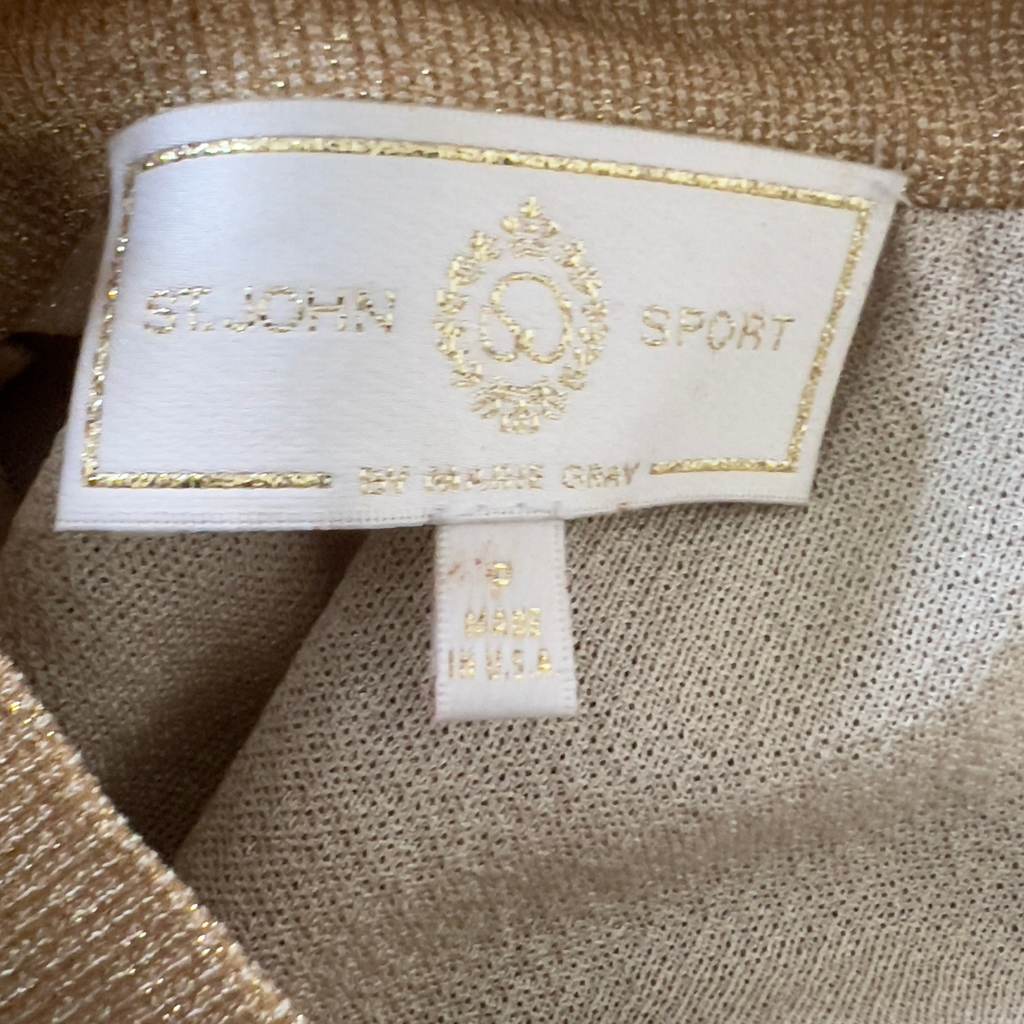 ST. JOHN SPORT
BY MARIE GRAY
P
MADE
IN U.S.A.